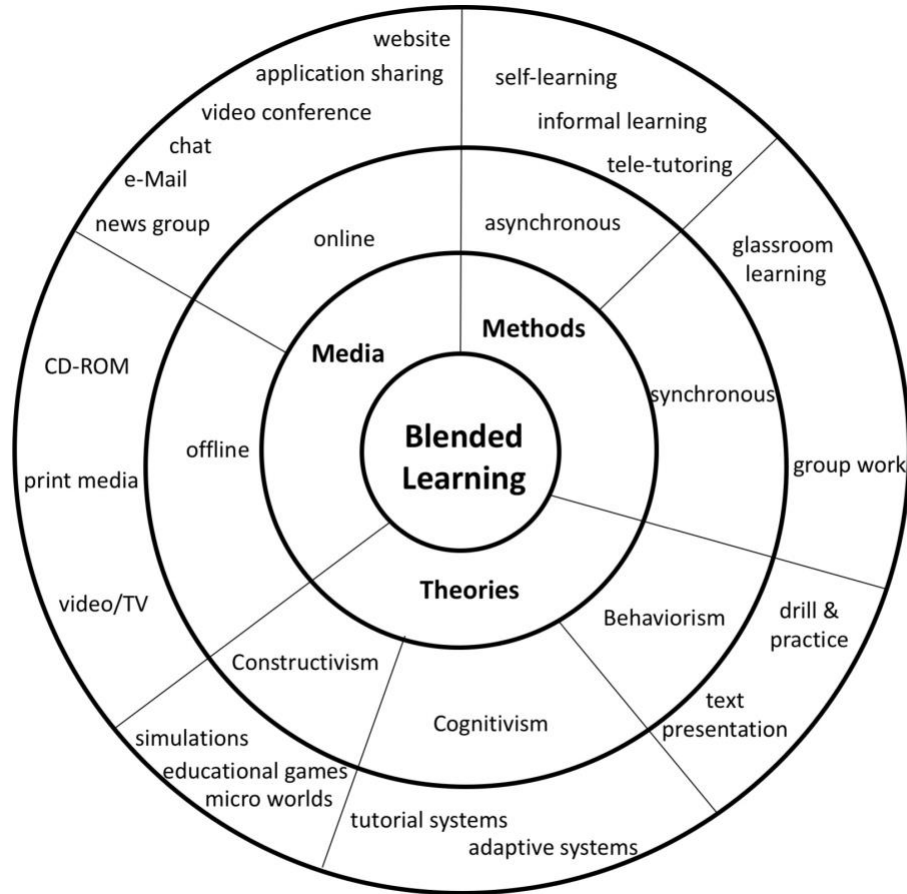 website
application sharing
video conference
chat
e-Mail
news group
self-learning
informal learning
tele-tutoring
online
asynchronous
glassroom
learning
Media
Methods
CD-ROM
offline
synchronous
Blended
Learning
print media
group work
video/TV
Theories
Constructivism
Cognitivism
Behaviorism
drill &
practice
text
presentation
simulations
educational games
micro worlds
tutorial systems
adaptive systems